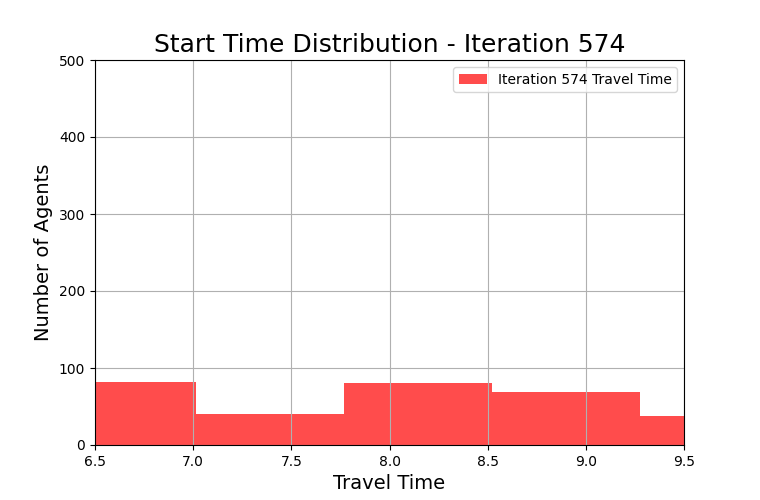 Start Time Distribution - Iteration 574
Iteration 574 Travel Time
Number of Agents
500
400
300
200
100
0
6.5 7.0 7.5 8.0 8.5 9.0 9.5
Travel Time